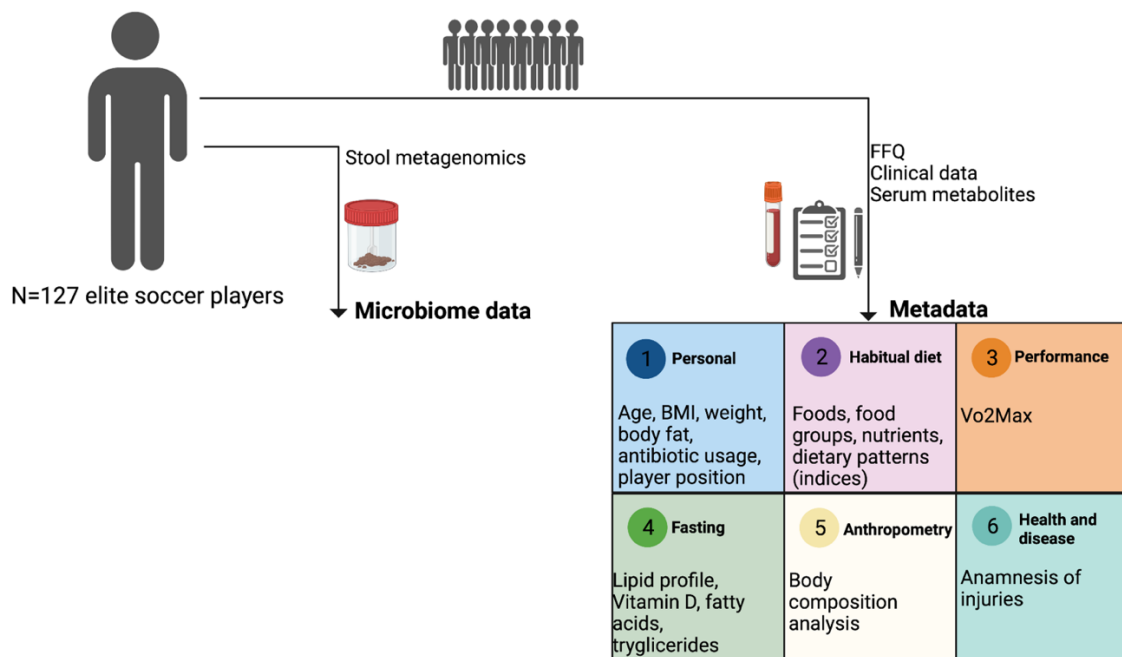 Stool metagenomics
FFQ
Clinical data
Serum metabolites
N=127 elite soccer players
Microbiome data
Metadata
1 Personal
Age, BMI, weight,
body fat,
antibiotic usage,
player position
2 Habitual diet
Foods, food
groups, nutrients,
dietary patterns
(indices)
3 Performance
Vo2Max
4 Fasting
Lipid profile,
Vitamin D, fatty
acids,
tryglicerides
5 Anthropometry
Body
composition
analysis
6 Health and
disease
Anamnesis of
injuries